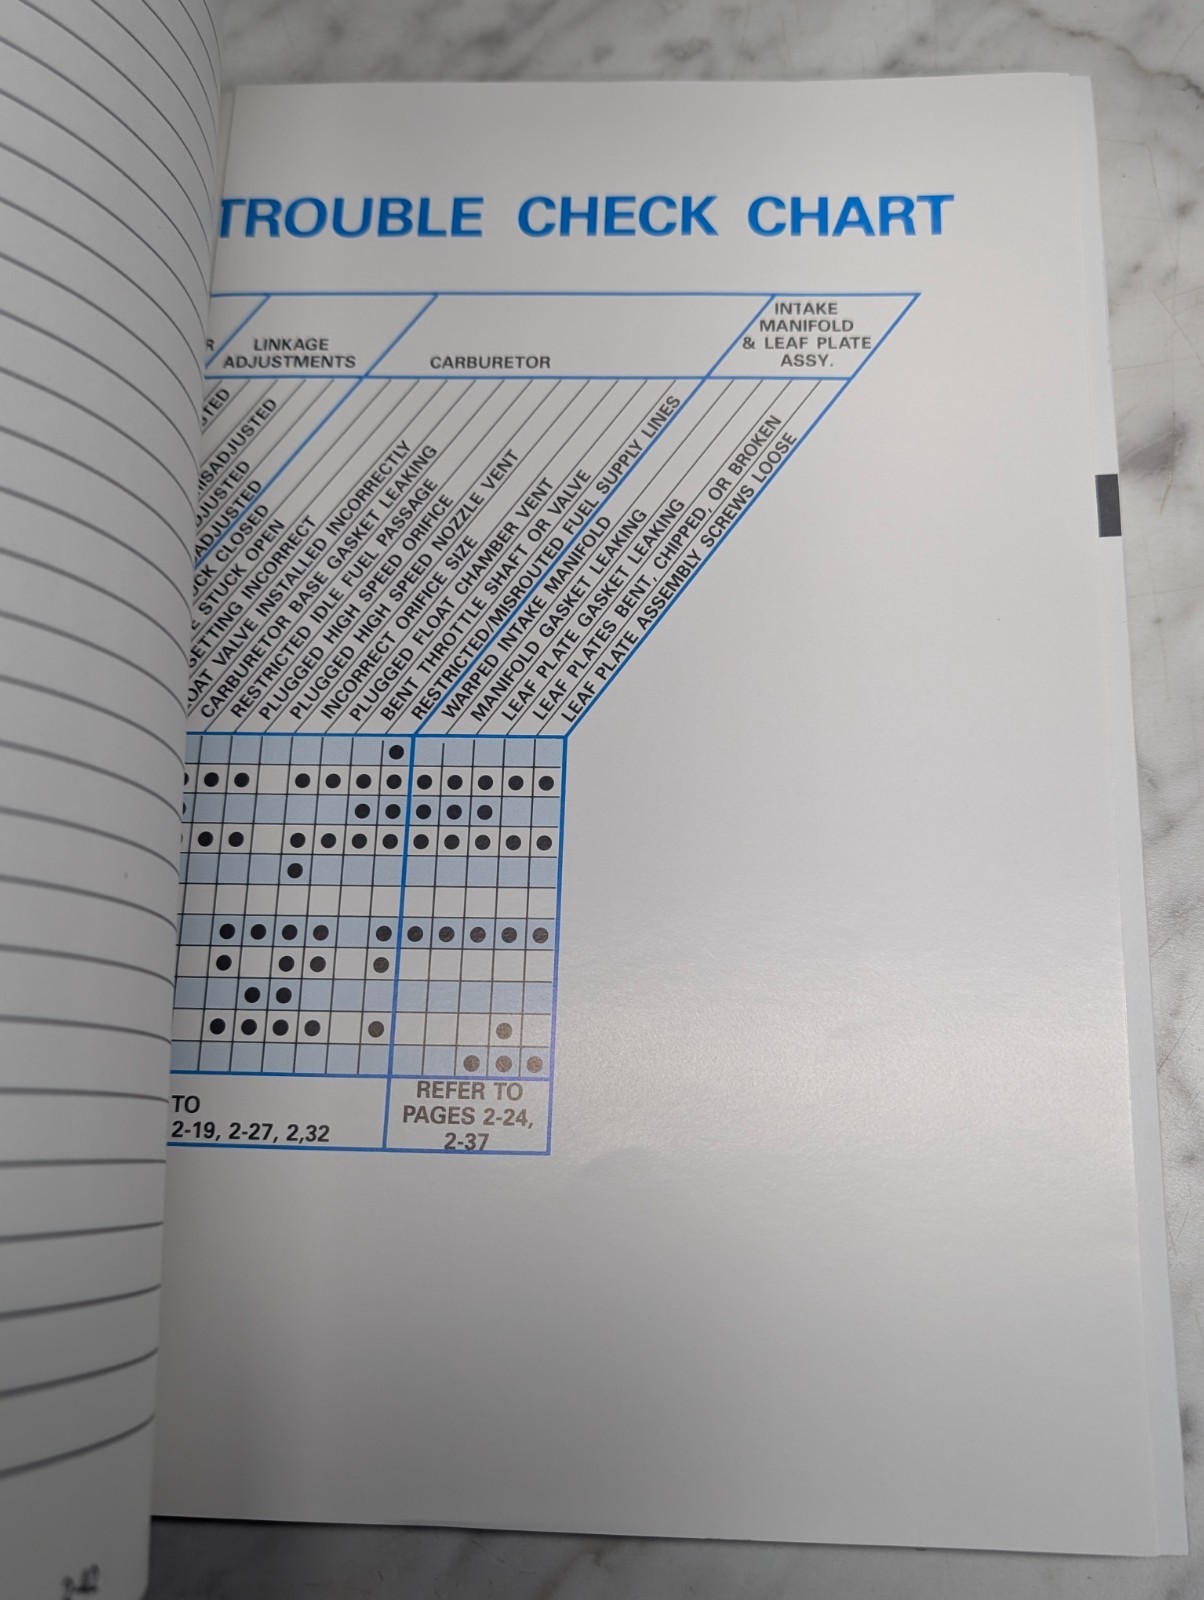 TROUBLE CHECK CHART
R
LINKAGE
ADJUSTMENTS
CARBURETOR
INTAKE
MANIFOLD
& LEAF PLATE
ASSY.
STUCK OPEN
SETTING INCORRECT
VALVE INSTALLED INCORRECTLY
CARBURETOR BASE GASKET LEAKING
RESTRICTED IDLE FUEL PASSAGE
PLUGGED HIGH SPEED ORIFICE
PLUGGED HIGH SPEED NOZZLE VENT
INCORRECT ORIFICE SIZE
PLUGGED FLOAT CHAMBER VENT
BENT THROTTLE SHAFT OR VALVE
RESTRICTED/MISROUTED FUEL SUPPLY LINES
WARPED INTAKE MANIFOLD
MANIFOLD GASKET LEAKING
LEAF PLATE GASKET LEAKING
LEAF PLATES BENT, CHIPPED, OR BROKEN
LEAF PLATE ASSEMBLY SCREWS LOOSE
TO
2-19, 2-27, 2,32
REFER TO
PAGES 2-24,
2-37